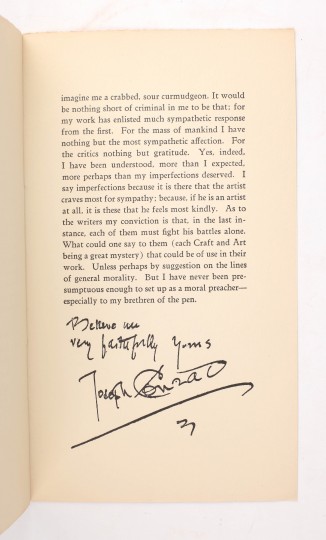 imagine me a crabbed, sour curmudgeon. It would
be nothing short of criminal in me to be that; for
my work has enlisted much sympathetic response
from the first. For the mass of mankind I have
nothing but the most sympathetic affection. For
the critics nothing but gratitude. Yes, indeed,
I have been understood, more than I expected,
more perhaps than my imperfections deserved. I
say imperfections because it is there that the artist
craves most for sympathy; because, if he is an artist
at all, it is these that he feels most kindly. As to
the writers my conviction is that, in the last in-
stance, each of them must fight his battles alone.
What could one say to them (each Craft and Art
being a great mystery) that could be of use in their
work. Unless perhaps by suggestion on the lines
of general morality. But I have never been pre-
sumptuous enough to set up as a moral preacher—
especially to my brethren of the pen.
Believe me
very faithfully yours
Joseph Conrad
3